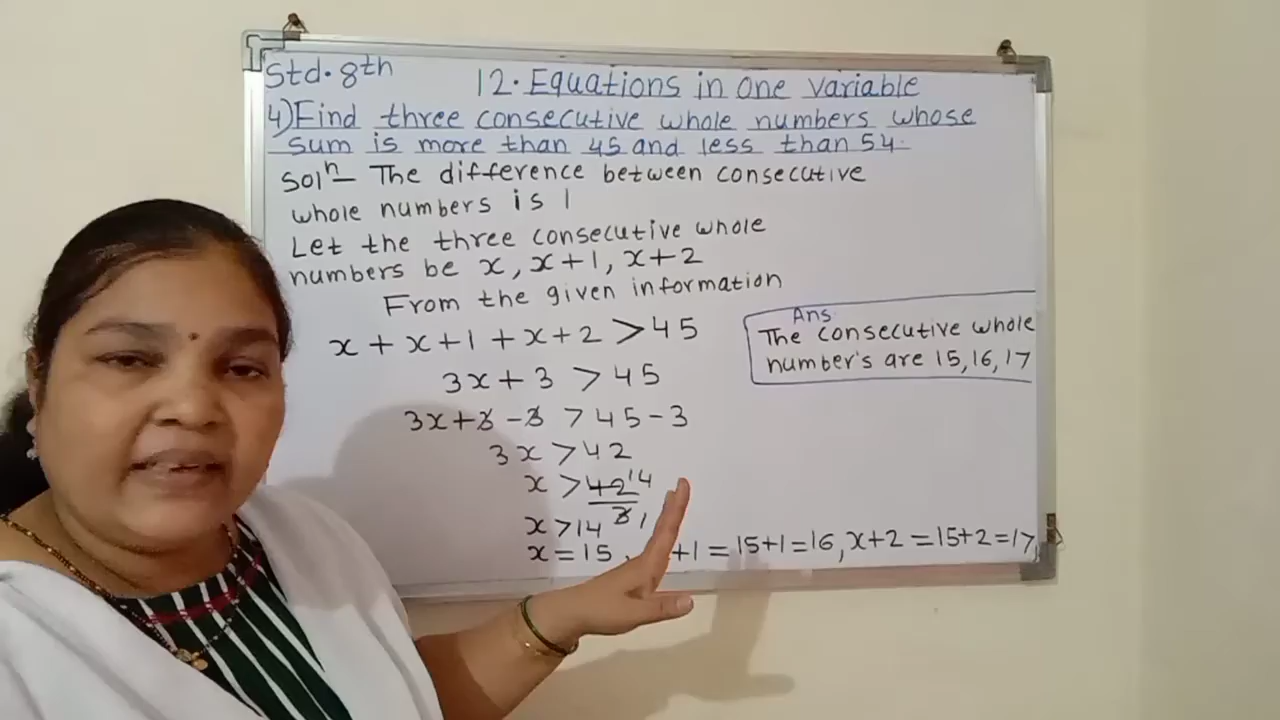 Std. 8th
12. Equations in one variable
4) Find three consecutive whole numbers whose
sum is more than 45 and less than 54.
Solⁿ- The difference between consecutive
whole numbers is 1
Let the three consecutive whole
numbers be x, x+1, x+2
From the given information
x + x+1 + x+2 > 45
3x + 3 > 45
3x + 3 - 3 > 45 - 3
3x > 42
x > 42/3 14 1
x > 14
x = 15 +1 = 15+1 = 16, x+2 = 15+2 = 17
Ans
The consecutive whole
number's are 15, 16, 17